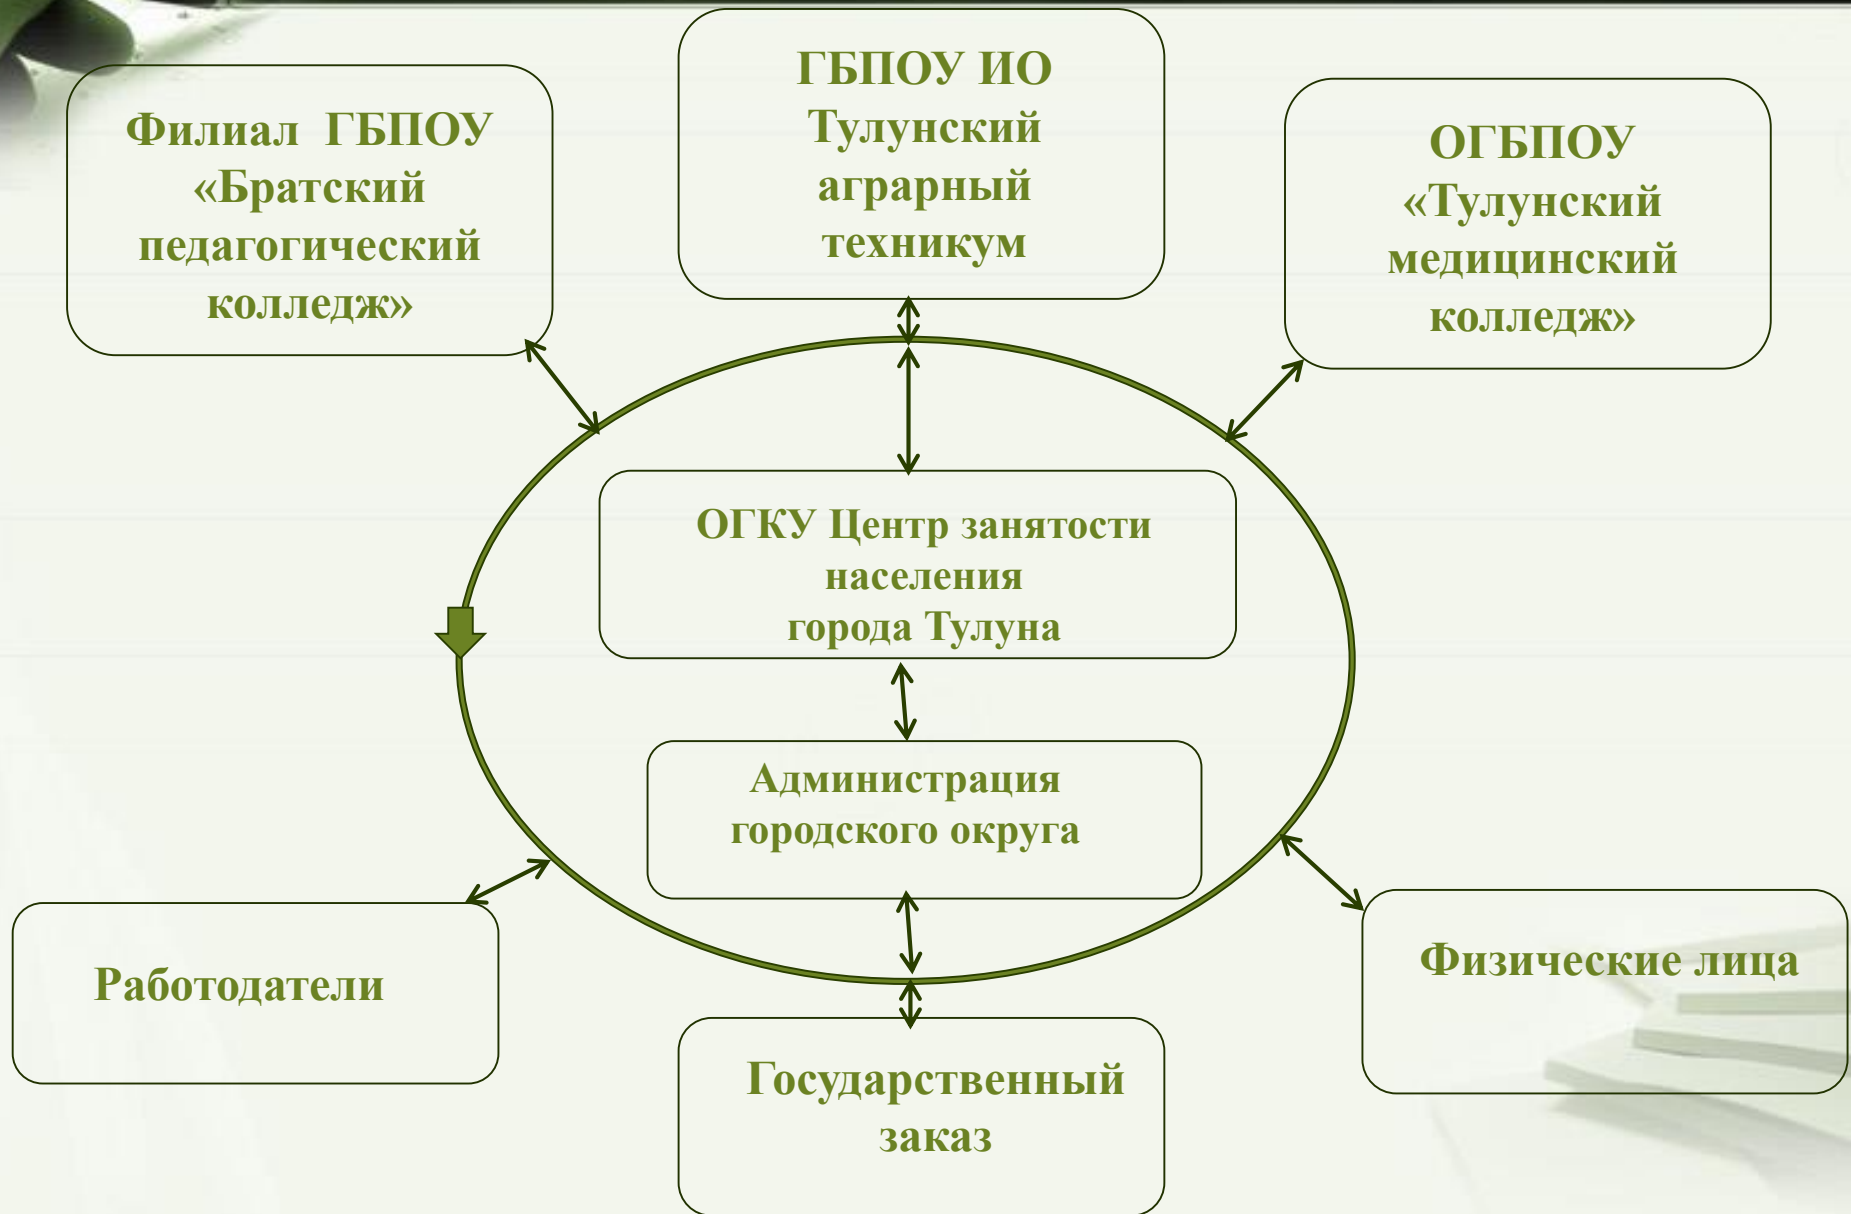 Филиал ГБПОУ
«Братский
педагогический
колледж»
ГБПОУ ИО
Тулунский
аграрный
техникум
ОГБПОУ
«Тулунский
медицинский
колледж»
ОГКУ Центр занятости
населения
города Тулуна
Администрация
городского округа
Работодатели
Физические лица
Государственный
заказ